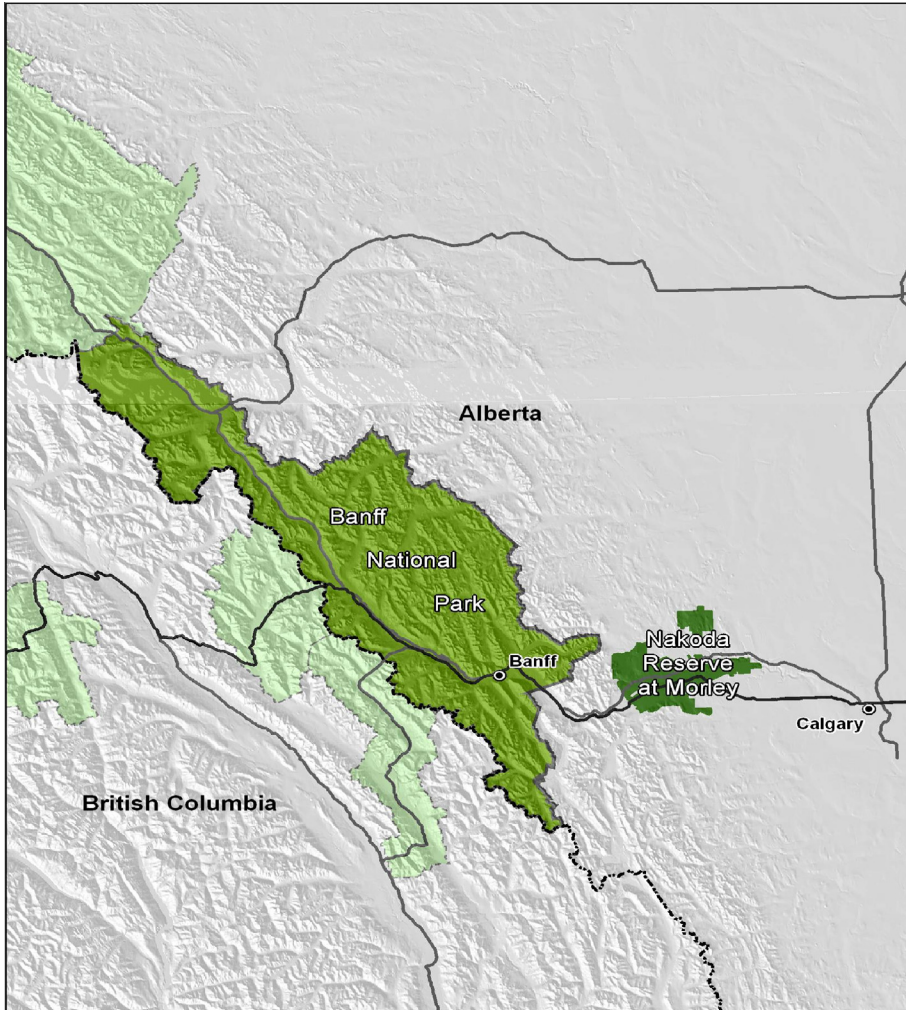 Alberta
Banff
National
Park
Banff
Nakoda
Reserve
at Morley
Calgary
British Columbia